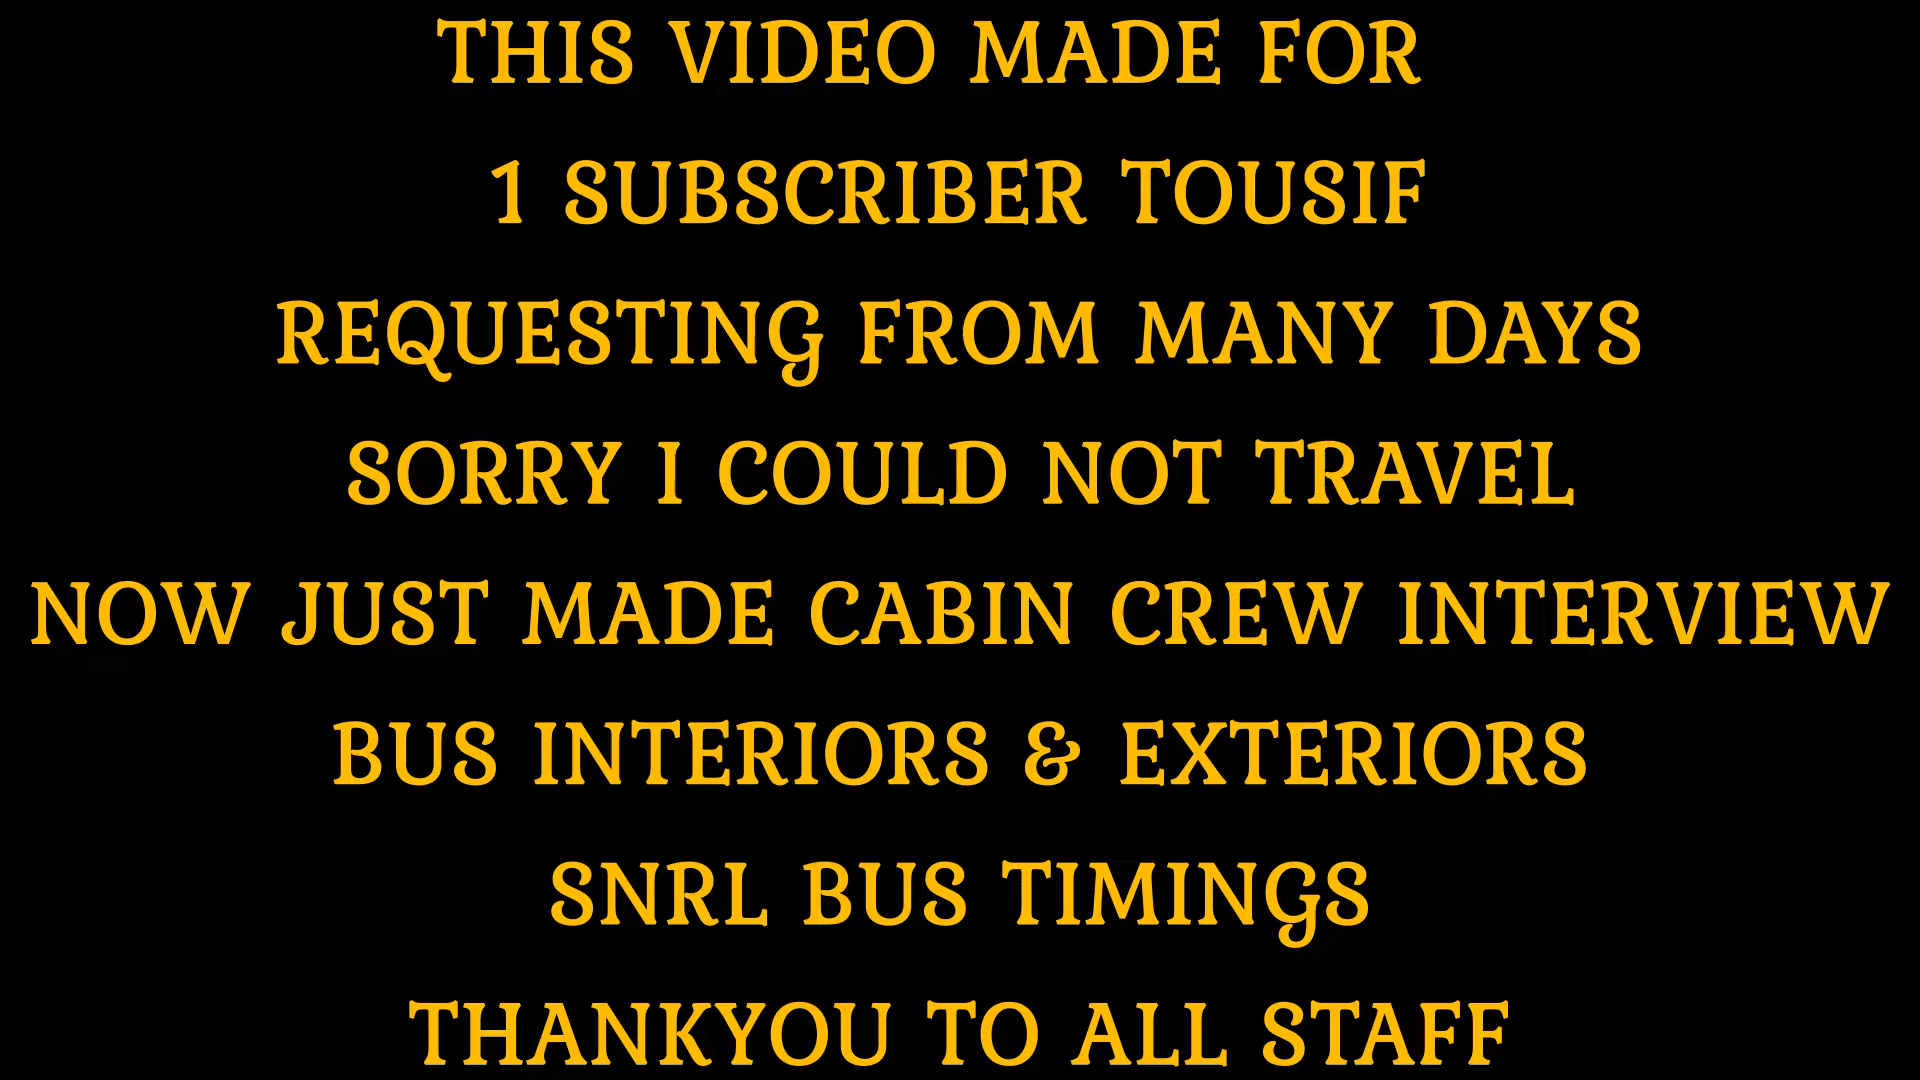 THIS VIDEO MADE FOR
1 SUBSCRIBER TOUSIF
REQUESTING FROM MANY DAYS
SORRY I COULD NOT TRAVEL
NOW JUST MADE CABIN CREW INTERVIEW
BUS INTERIORS & EXTERIORS
SNRL BUS TIMINGS
THANKYOU TO ALL STAFF